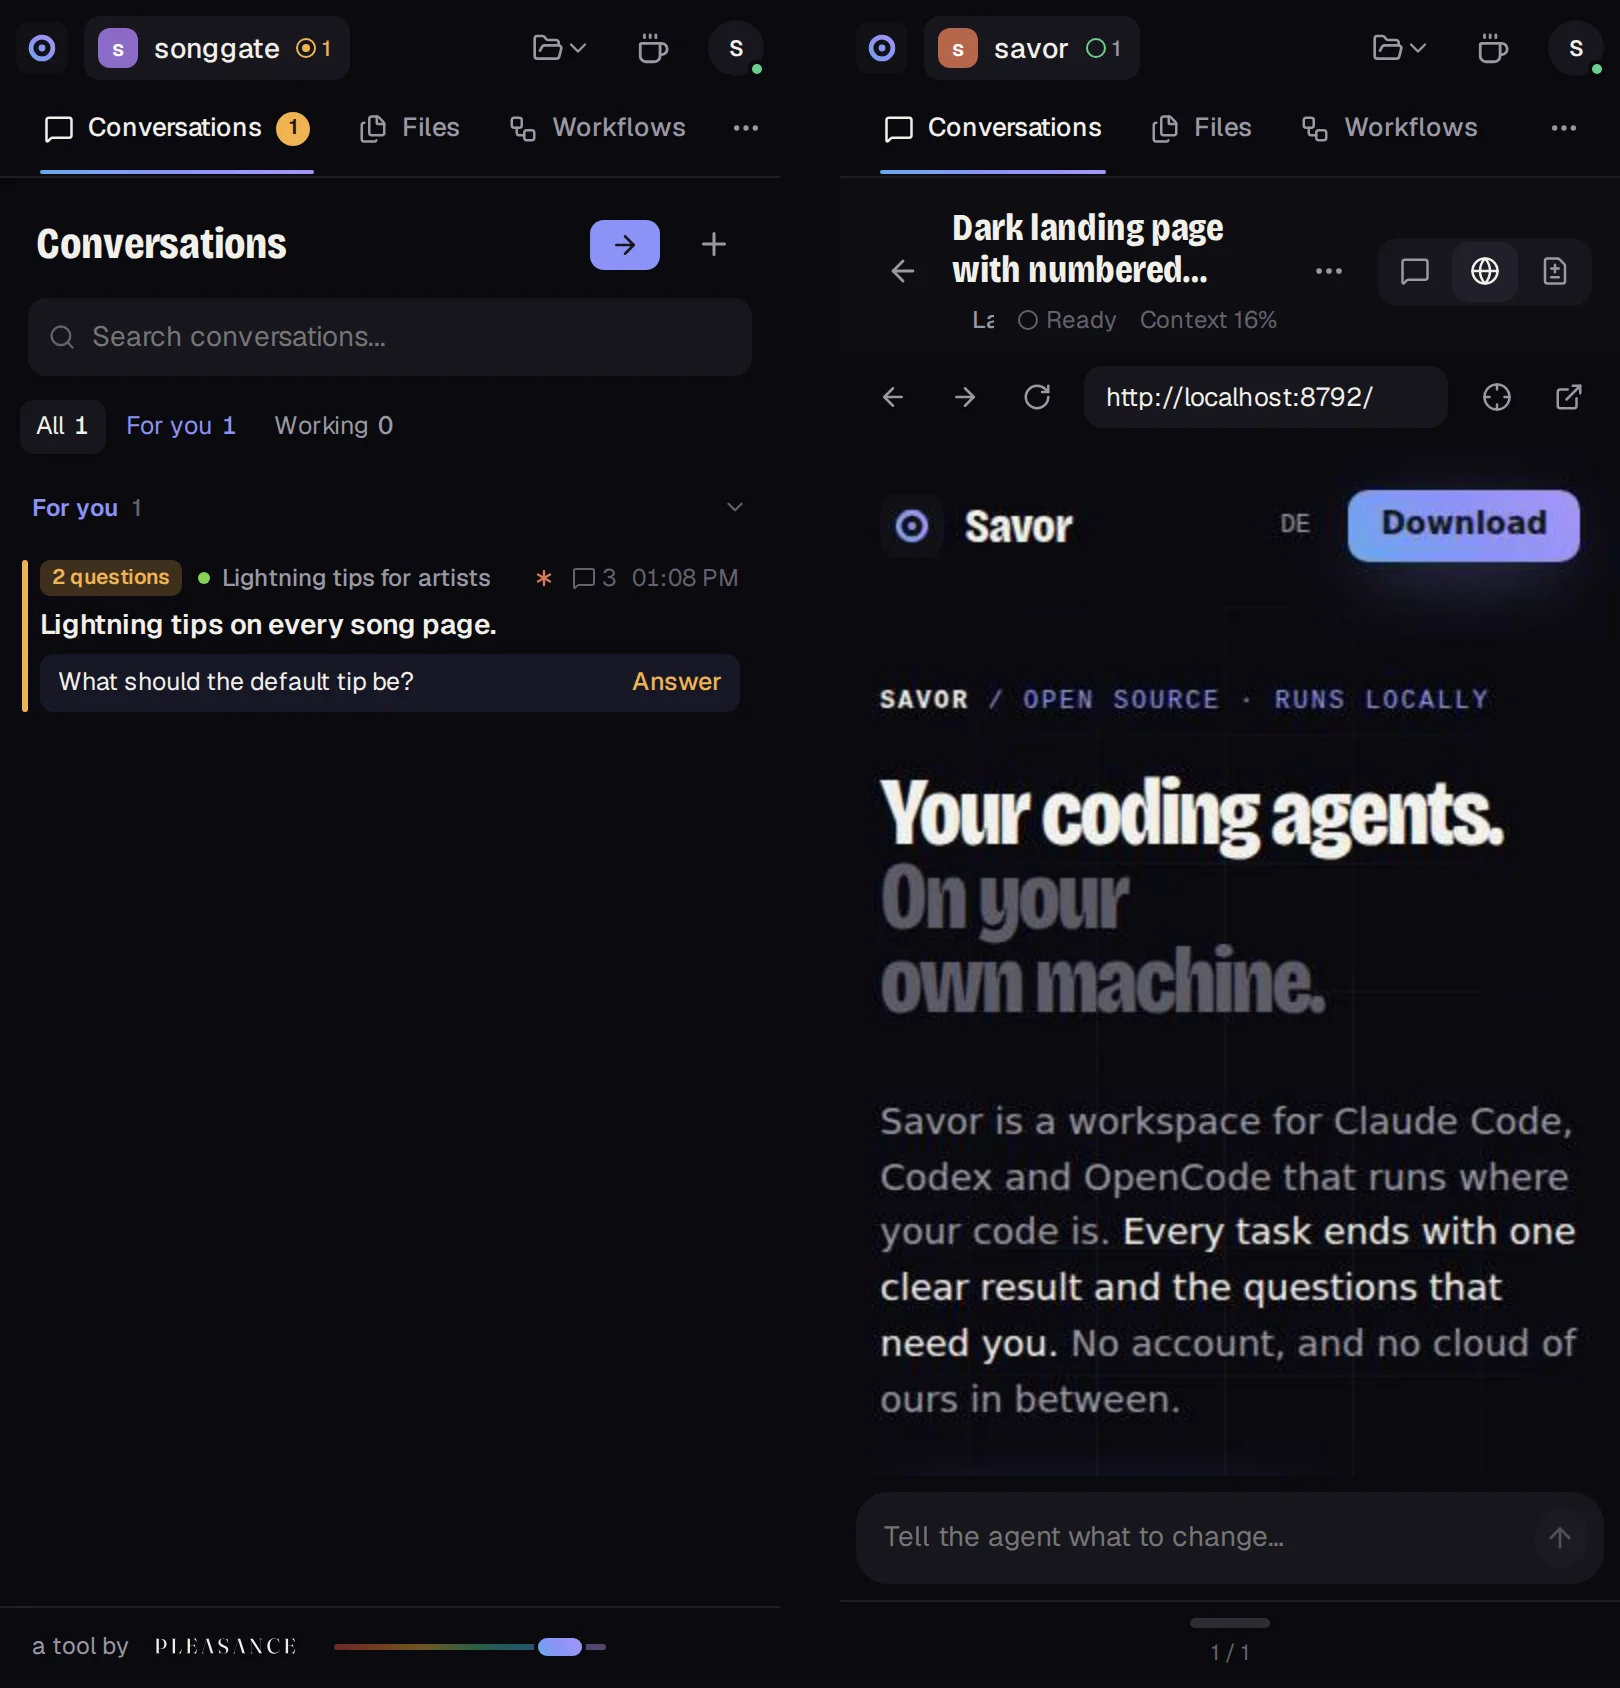 s songgate 1
S
Conversations 1 Files Workflows
Conversations
Search conversations...
All 1 For you 1 Working 0
For you 1
2 questions Lightning tips for artists 3 01:08 PM
Lightning tips on every song page.
What should the default tip be? Answer
a tool by PLEASANCE
s savor 1
S
Conversations Files Workflows
Dark landing page
with numbered...
La Ready Context 16%
http://localhost:8792/
Savor DE Download
SAVOR / OPEN SOURCE · RUNS LOCALLY
Your coding agents.
On your
own machine.
Savor is a workspace for Claude Code,
Codex and OpenCode that runs where
your code is. Every task ends with one
clear result and the questions that
need you. No account, and no cloud of
ours in between.
Tell the agent what to change...
1 / 1